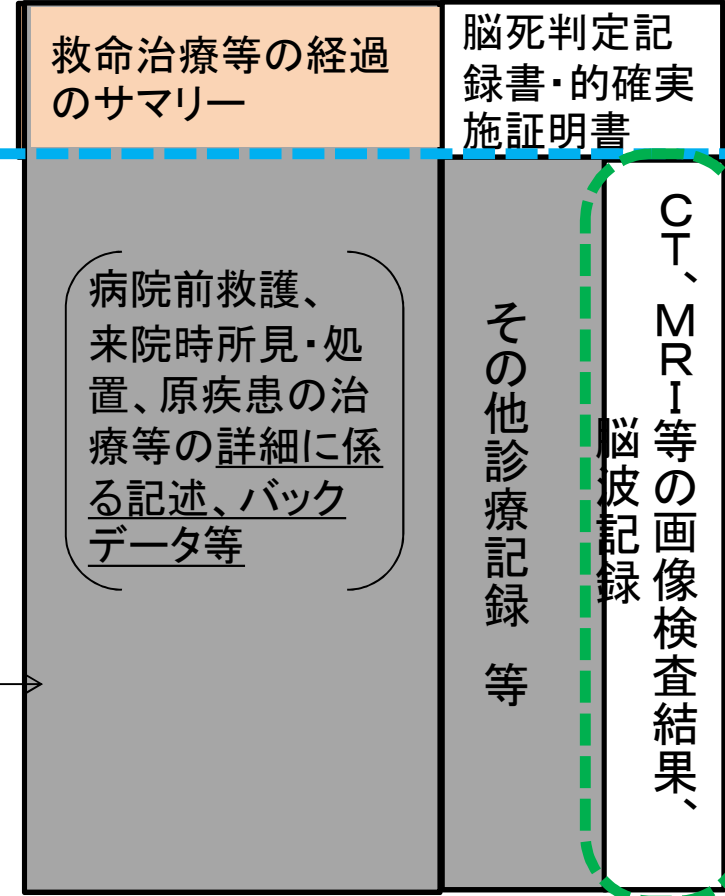 救命治療等の経過
のサマリー
脳死判定記
録書・的確実
施証明書
病院前救護、
来院時所見・処
置、原疾患の治
療等の詳細に係
る記述、バック
データ等
その他診療記録 等
ＣＴ、ＭＲＩ等の画像検査結果、
脳波記録